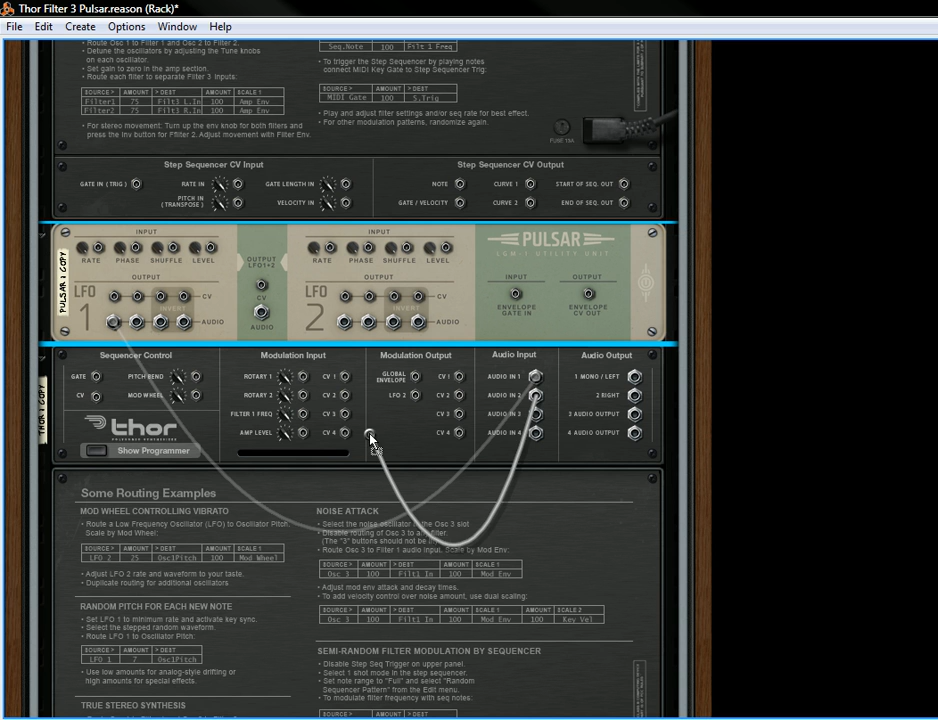 Thor Filter 3 Pulsar.reason (Rack)*
File Edit Create Options Window Help
• Route Osc 1 to Filter 1 and Osc 2 to Filter 2.
• Detune the oscillators by adjusting the Tune knobs
on each oscillator.
• Set gain to zero in the amp section.
• Route each filter to separate Filter 3 Inputs:
SOURCE> AMOUNT > DEST AMOUNT SCALE 1
Filter1 75 Filt3 L.In 100 Amp Env
Filter2 75 Filt3 R.In 100 Amp Env
• For stereo movement: Turn up the env knob for both filters and
press the inv button for Ffilter 2. Adjust movement with Filter Env.
Seq.Note 100 Filt 1 Freq
• To trigger the Step Sequencer by playing notes
connect MIDI Key Gate to Step Sequencer Trig:
SOURCE > AMOUNT > DEST
MIDI Gate 100 S.Trig
• Play and adjust filter settings and/or seq rate for best effect.
• For other modulation patterns, randomize again.
FUSE 15A
Step Sequencer CV Input
GATE IN (TRIG) RATE IN GATE LENGTH IN
PITCH IN
(TRANSPOSE) VELOCITY IN
Step Sequencer CV Output
NOTE CURVE 1 START OF SEQ. OUT
GATE / VELOCITY CURVE 2 END OF SEQ. OUT
PULSAR 1 COPY
INPUT
RATE PHASE SHUFFLE LEVEL
OUTPUT
LFO
1
CV
INVERT
AUDIO
OUTPUT
LFO1+2
CV
AUDIO
INPUT
RATE PHASE SHUFFLE LEVEL
OUTPUT
LFO
2
CV
INVERT
AUDIO
PULSAR
LGM-1 UTILITY UNIT
INPUT OUTPUT
ENVELOPE
GATE IN
ENVELOPE
CV OUT
THOR 1 COPY
Sequencer Control
GATE PITCH BEND
CV MOD WHEEL
thor
POLYSONIC SYNTHESIZER
Show Programmer
Modulation Input
ROTARY 1 CV 1
ROTARY 2 CV 2
FILTER 1 FREQ CV 3
AMP LEVEL CV 4
Modulation Output
GLOBAL
ENVELOPE CV 1
LFO 2 CV 2
CV 3
CV 4
Audio Input
AUDIO IN 1
AUDIO IN 2
AUDIO IN 3
AUDIO IN 4
Audio Output
1 MONO / LEFT
2 RIGHT
3 AUDIO OUTPUT
4 AUDIO OUTPUT
Some Routing Examples
MOD WHEEL CONTROLLING VIBRATO
• Route a Low Frequency Oscillator (LFO) to Oscillator Pitch.
Scale by Mod Wheel:
SOURCE > AMOUNT > DEST AMOUNT SCALE 1
LFO 2 25 Osc1Pitch 100 Mod Wheel
• Adjust LFO 2 rate and waveform to your taste.
• Duplicate routing for additional oscillators
RANDOM PITCH FOR EACH NEW NOTE
• Set LFO 1 to minimum rate and activate key sync.
• Select the stepped random waveform.
• Route LFO 1 to Oscillator Pitch:
SOURCE > AMOUNT > DEST
LFO 1 7 Osc1Pitch
• Use low amounts for analog-style drifting or
high amounts for special effects.
TRUE STEREO SYNTHESIS
NOISE ATTACK
• Select the noise oscillator in the Osc 3 slot
• Disable routing of Osc 3 to any filter.
(The "3" buttons should not be
• Route Osc 3 to Filter 1 audio input. Scale by Mod Env:
SOURCE > AMOUNT > DEST AMOUNT SCALE 1
Osc 3 100 Filt1 In 100 Mod Env
• Adjust mod env attack and decay times.
• To add velocity control over noise amount, use dual scaling:
SOURCE > AMOUNT > DEST AMOUNT SCALE 1 AMOUNT SCALE 2
Osc 3 100 Filt1 In 100 Mod Env 100 Key Vel
SEMI-RANDOM FILTER MODULATION BY SEQUENCER
• Disable Step Seq Trigger on upper panel.
• Select 1 shot mode in the step sequencer.
• Set note range to "Full" and select "Random
Sequencer Pattern" from the Edit menu.
• To modulate filter frequency with seq notes:
SOURCE > AMOUNT > DEST